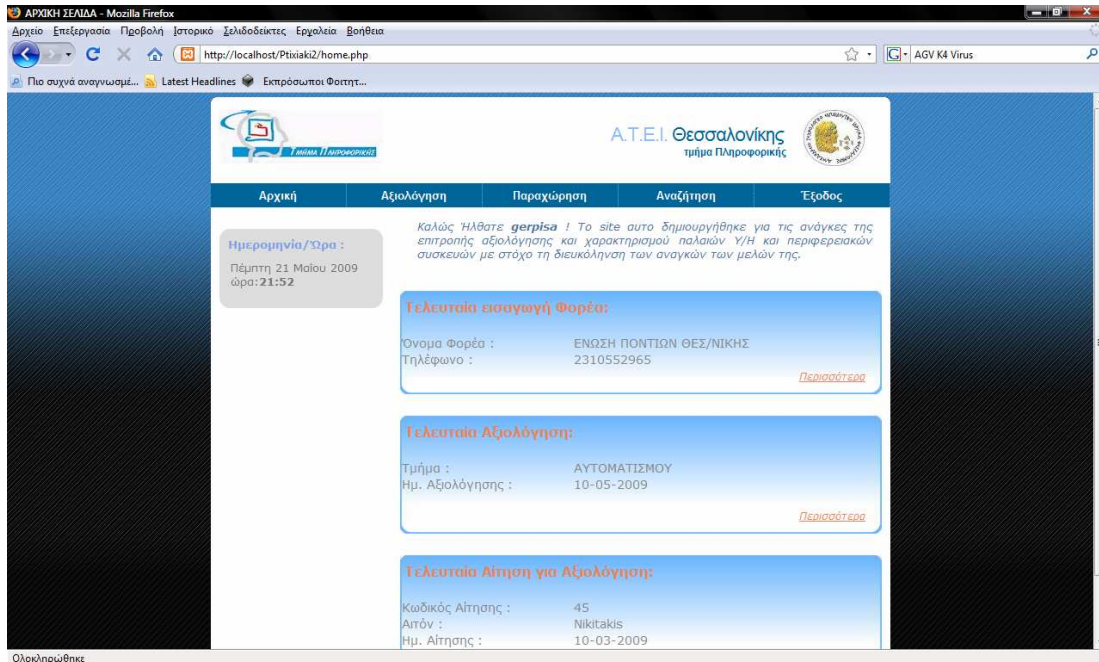 ΑΡΧΙΚΗ ΣΕΛΙΔΑ - Mozilla Firefox
Αρχείο Επεξεργασία Προβολή Ιστορικό Σελιδοδείκτες Εργαλεία Βοήθεια
http://localhost/Ptixiaki2/home.php
AGV K4 Virus
Πιο συχνά αναγνωσμέ... Latest Headlines Εκπρόσωποι Φοιτητ...
ΤΜΗΜΑ ΠΛΗΡΟΦΟΡΙΚΗΣ
Α.Τ.Ε.Ι. Θεσσαλονίκης
τμήμα Πληροφορικής
Αρχική Αξιολόγηση Παραχώρηση Αναζήτηση Έξοδος
Ημερομηνία/Ώρα :
Πέμπτη 21 Μαΐου 2009
ώρα:21:52
Καλώς Ήλθατε gerpisa ! Το site αυτο δημιουργήθηκε για τις ανάγκες της
επιτροπής αξιολόγησης και χαρακτηρισμού παλαιών Υ/Η και περιφερειακών
συσκευών με στόχο τη διευκόληνση των αναγκών των μελών της.
Τελευταία εισαγωγή Φορέα:
Όνομα Φορέα : ΕΝΩΣΗ ΠΟΝΤΙΩΝ ΘΕΣ/ΝΙΚΗΣ
Τηλέφωνο : 2310552965
Περισσότερα
Τελευταία Αξιολόγηση:
Τμήμα : ΑΥΤΟΜΑΤΙΣΜΟΥ
Ημ. Αξιολόγησης : 10-05-2009
Περισσότερα
Τελευταία Αίτηση για Αξιολόγηση:
Κωδικός Αίτησης : 45
Αιτόν : Nikitakis
Ημ. Αίτησης : 10-03-2009
Ολοκληρώθηκε